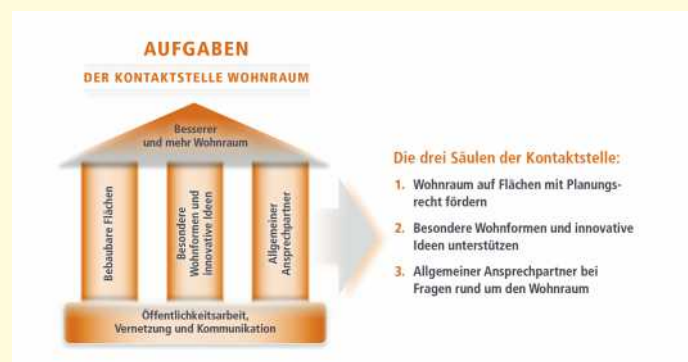 AUFGABEN
DER KONTAKTSTELLE WOHNRAUM
Besserer
und mehr Wohnraum
Bebaubare Flächen
Besondere
Wohnformen und
innovative Ideen
Allgemeiner
Ansprechpartner
Öffentlichkeitsarbeit,
Vernetzung und Kommunikation
Die drei Säulen der Kontaktstelle:
1. Wohnraum auf Flächen mit Planungs-
recht fördern
2. Besondere Wohnformen und innovative
Ideen unterstützen
3. Allgemeiner Ansprechpartner bei
Fragen rund um den Wohnraum